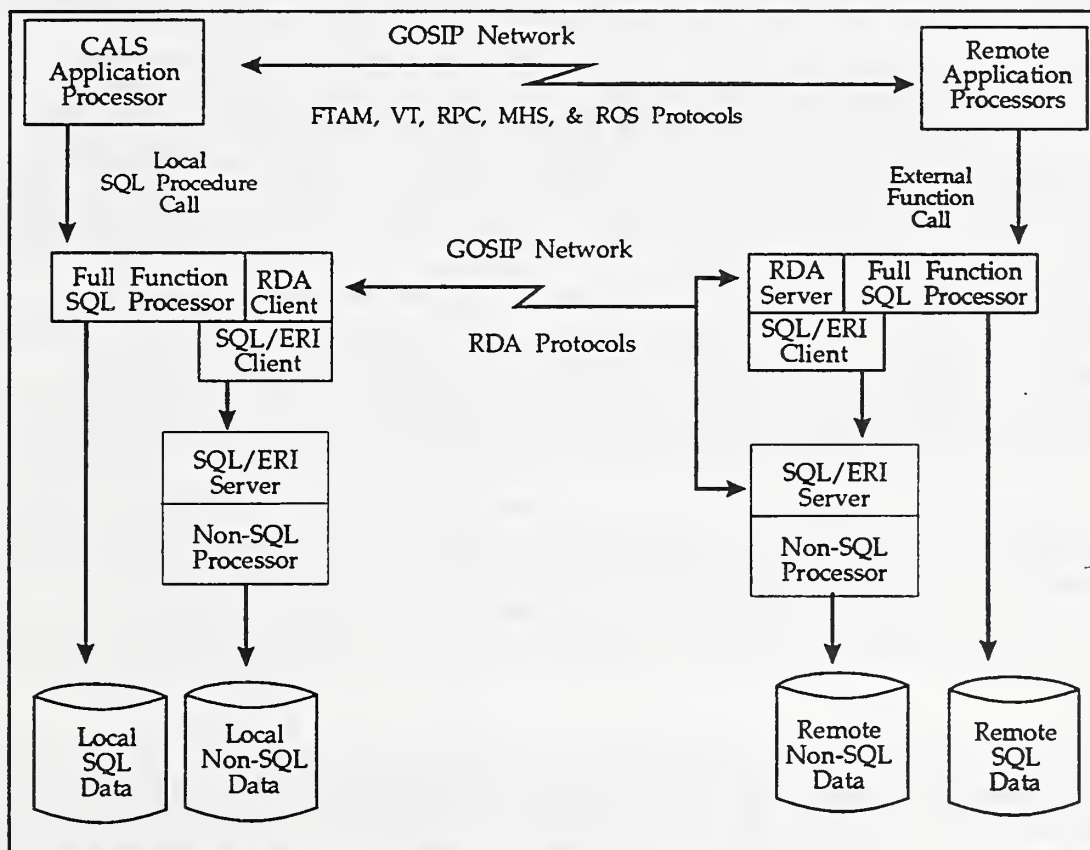 CALS
Application
Processor
GOSIP Network
FTAM, VT, RPC, MHS, & ROS Protocols
Remote
Application
Processors
Local
SQL Procedure
Call
External
Function
Call
Full Function
SQL Processor
RDA
Client
SQL/ERI
Client
GOSIP Network
RDA Protocols
RDA
Server
Full Function
SQL Processor
SQL/ERI
Client
SQL/ERI
Server
Non-SQL
Processor
SQL/ERI
Server
Non-SQL
Processor
Local
SQL
Data
Local
Non-SQL
Data
Remote
Non-SQL
Data
Remote
SQL
Data